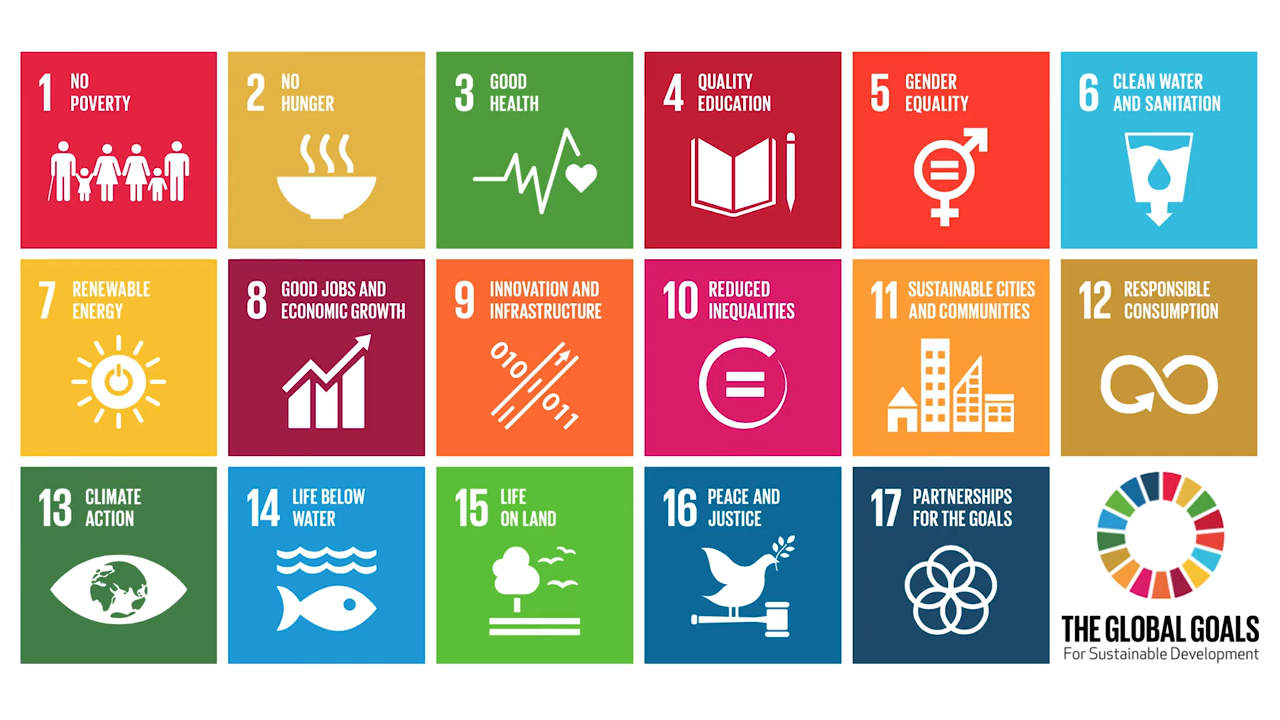 1 NO
POVERTY
2 NO
HUNGER
3 GOOD
HEALTH
4 QUALITY
EDUCATION
5 GENDER
EQUALITY
6 CLEAN WATER
AND SANITATION
7 RENEWABLE
ENERGY
8 GOOD JOBS AND
ECONOMIC GROWTH
9 INNOVATION AND
INFRASTRUCTURE
010
011
10 REDUCED
INEQUALITIES
11 SUSTAINABLE CITIES
AND COMMUNITIES
12 RESPONSIBLE
CONSUMPTION
13 CLIMATE
ACTION
14 LIFE BELOW
WATER
15 LIFE
ON LAND
16 PEACE AND
JUSTICE
17 PARTNERSHIPS
FOR THE GOALS
THE GLOBAL GOALS
For Sustainable Development